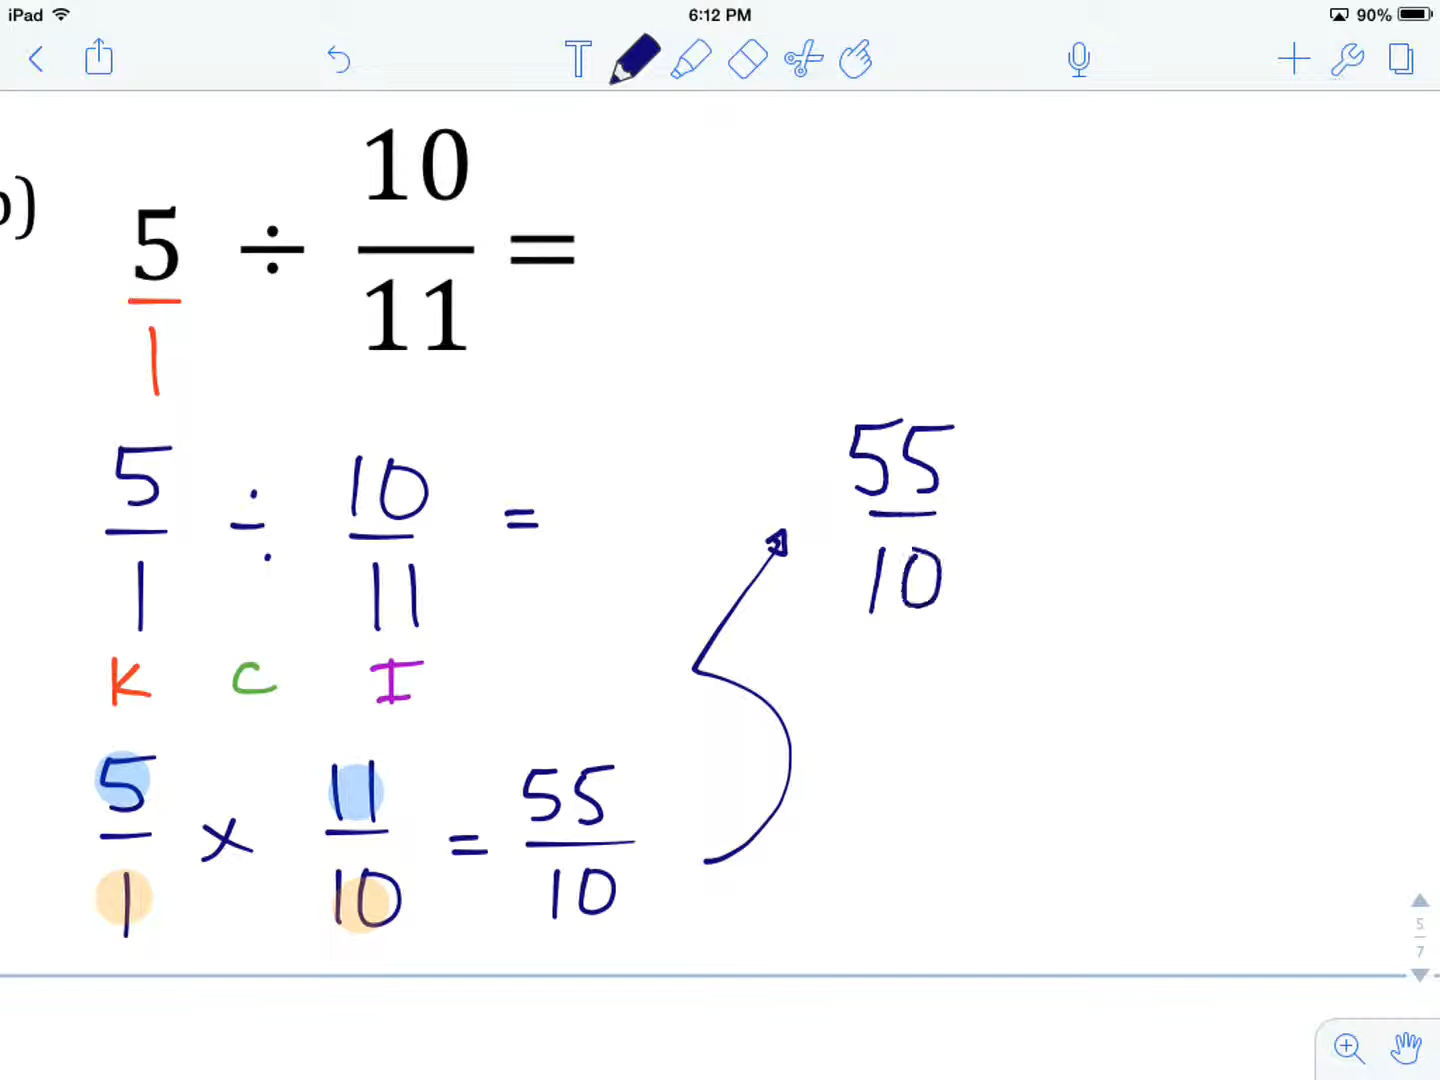 iPad 6:12 PM 90%
T
b) 5/1 ÷ 10/11 =
5/1 ÷ 10/11 =
55/10
K C I
5/1 × 11/10 = 55/10
5/7